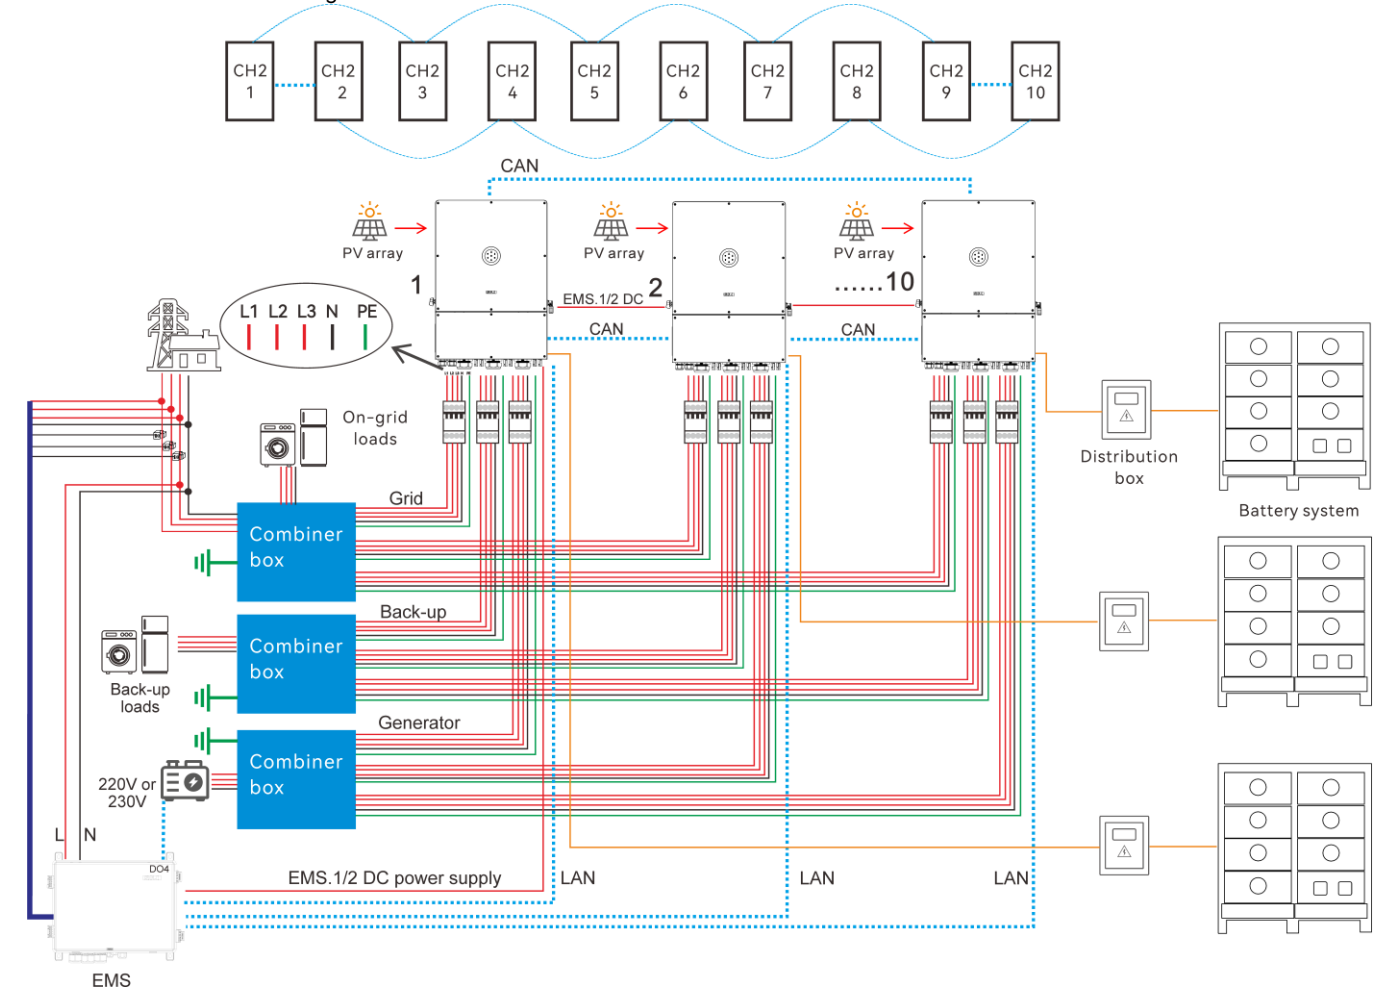 CH2
1
CH2
2
CH2
3
CH2
4
CH2
5
CH2
6
CH2
7
CH2
8
CH2
9
CH2
10
CAN
PV array
PV array
PV array
1
2
......10
EMS.1/2 DC
CAN
CAN
L1 L2 L3 N PE
On-grid
loads
Distribution
box
Battery system
Grid
Combiner
box
Back-up
Combiner
box
Back-up
loads
Generator
Combiner
box
220V or
230V
L N
DO4
EMS.1/2 DC power supply
LAN
LAN
LAN
EMS